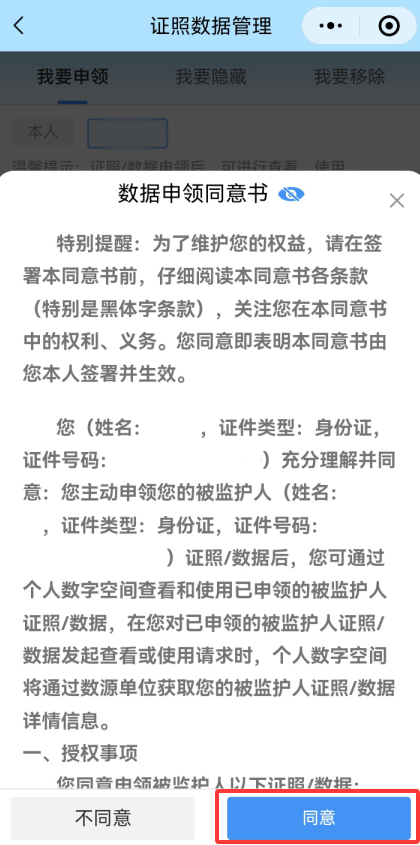 证照数据管理
我要申领 我要隐藏 我要移除
本人
温馨提示：证照/数据申领后，可进行查看、使用
数据申领同意书
特别提醒：为了维护您的权益，请在签
署本同意书前，仔细阅读本同意书各条款
（特别是黑体字条款），关注您在本同意书
中的权利、义务。您同意即表明本同意书由
您本人签署并生效。
您（姓名： ，证件类型：身份证，
证件号码： ）充分理解并同
意：您主动申领您的被监护人（姓名：
，证件类型：身份证，证件号码：
）证照/数据后，您可通过
个人数字空间查看和使用已申领的被监护人
证照/数据，在您对已申领的被监护人证照/
数据发起查看或使用请求时，个人数字空间
将通过数源单位获取您的被监护人证照/数据
详情信息。
一、授权事项
您同意申领被监护人以下证照/数据：
不同意 同意